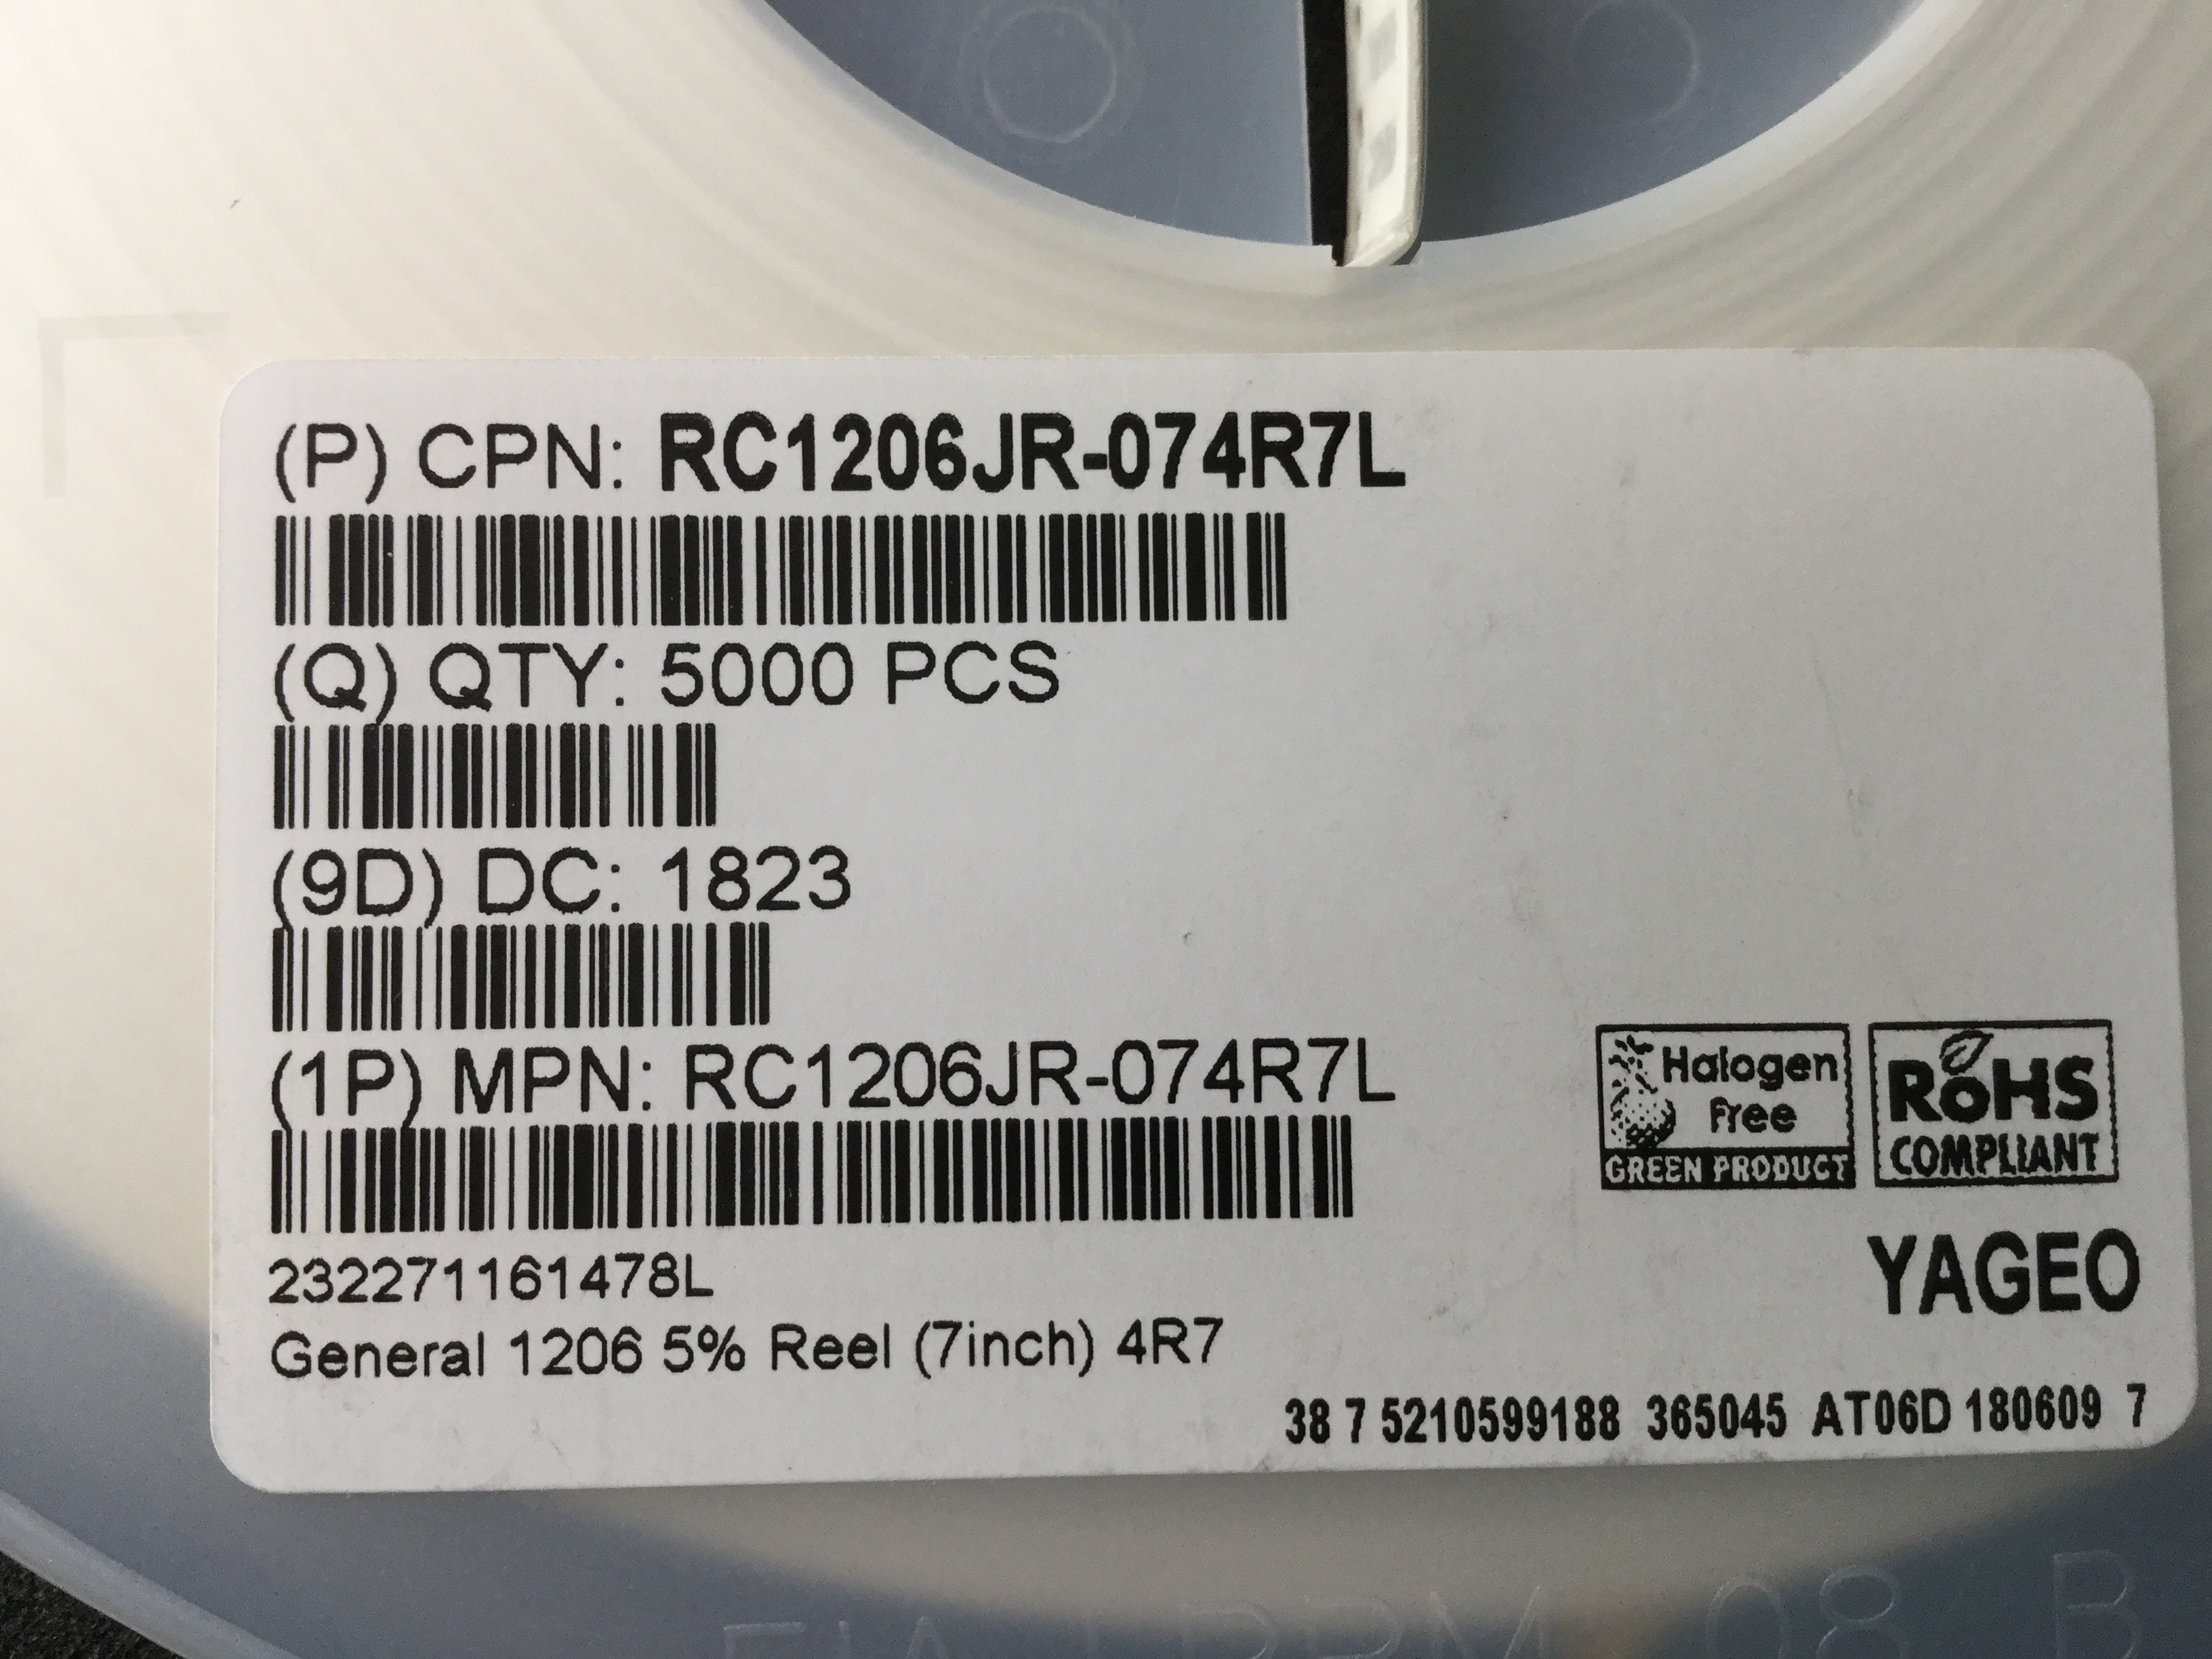 (P) CPN: RC1206JR-074R7L
(Q) QTY: 5000 PCS
(9D) DC: 1823
(1P) MPN: RC1206JR-074R7L
Halogen
Free
GREEN PRODUCT
RoHS
COMPLIANT
232271161478L
YAGEO
General 1206 5% Reel (7inch) 4R7
38 7 5210599188 365045 AT06D 180609 7
08 B